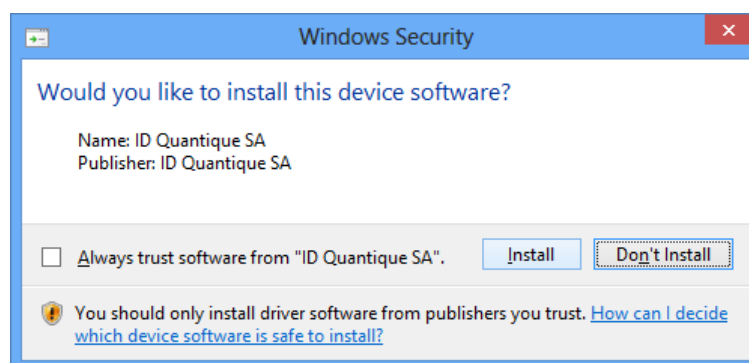 Windows Security
Would you like to install this device software?
Name: ID Quantique SA
Publisher: ID Quantique SA
Always trust software from "ID Quantique SA".
Install
Don't Install
You should only install driver software from publishers you trust. How can I decide
which device software is safe to install?